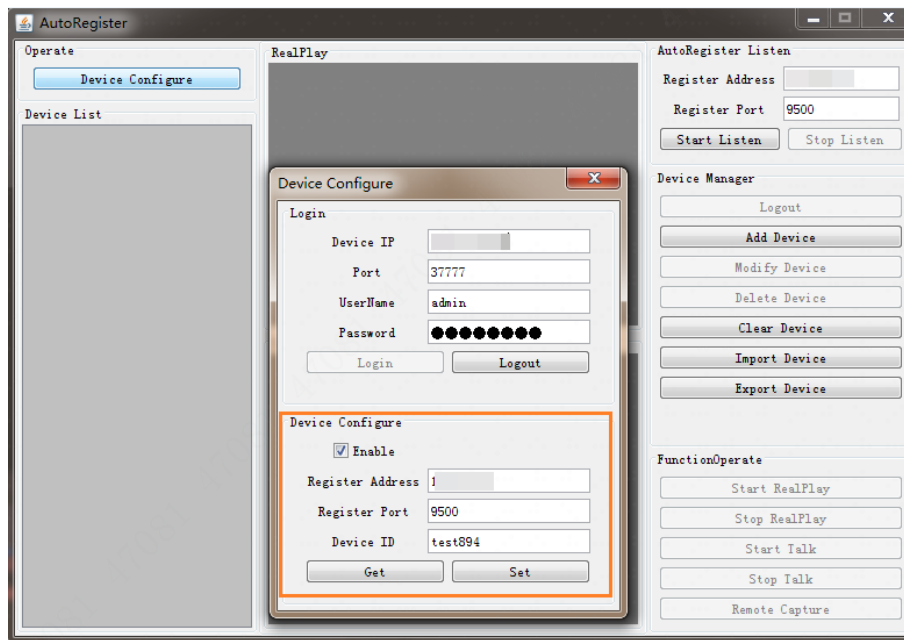 AutoRegister
Operate
Device Configure
Device List
RealPlay
AutoRegister Listen
Register Address
Register Port 9500
Start Listen Stop Listen
Device Manager
Logout
Add Device
Modify Device
Delete Device
Clear Device
Import Device
Export Device
FunctionOperate
Start RealPlay
Stop RealPlay
Start Talk
Stop Talk
Remote Capture
Device Configure
Login
Device IP
Port 37777
UserName admin
Password ●●●●●●●●
Login Logout
Device Configure
Enable
Register Address 1
Register Port 9500
Device ID test894
Get Set